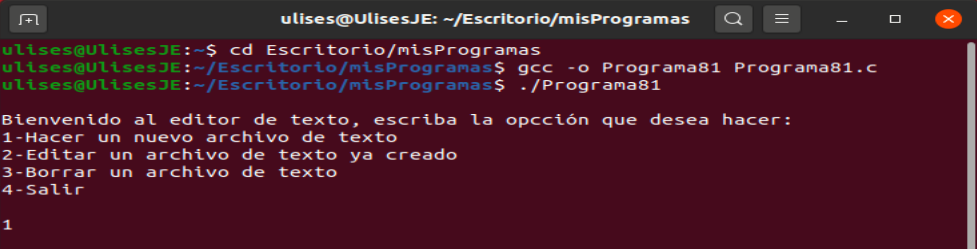 ulises@UlisesJE: ~/Escritorio/misProgramas
ulises@UlisesJE:~$ cd Escritorio/misProgramas
ulises@UlisesJE:~/Escritorio/misProgramas$ gcc -o Programa81 Programa81.c
ulises@UlisesJE:~/Escritorio/misProgramas$ ./Programa81
Bienvenido al editor de texto, escriba la opcción que desea hacer:
1-Hacer un nuevo archivo de texto
2-Editar un archivo de texto ya creado
3-Borrar un archivo de texto
4-Salir
1